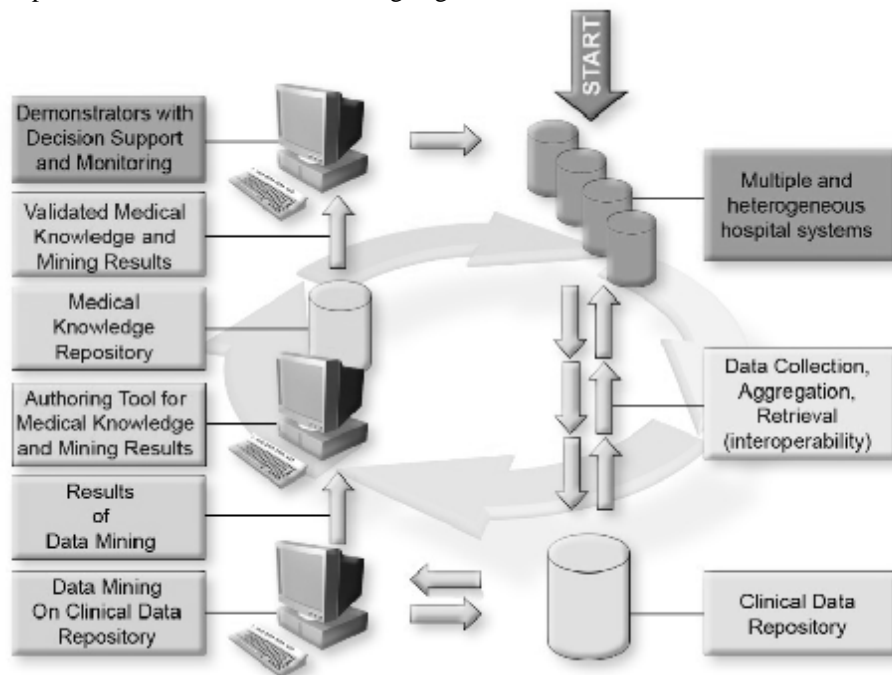 START
Demonstrators with
Decision Support
and Monitoring
Validated Medical
Knowledge and
Mining Results
Medical
Knowledge
Repository
Authoring Tool for
Medical Knowledge
and Mining Results
Results
of
Data Mining
Data Mining
On Clinical Data
Repository
Multiple and
heterogeneous
hospital systems
Data Collection,
Aggregation,
Retrieval
(interoperability)
Clinical Data
Repository